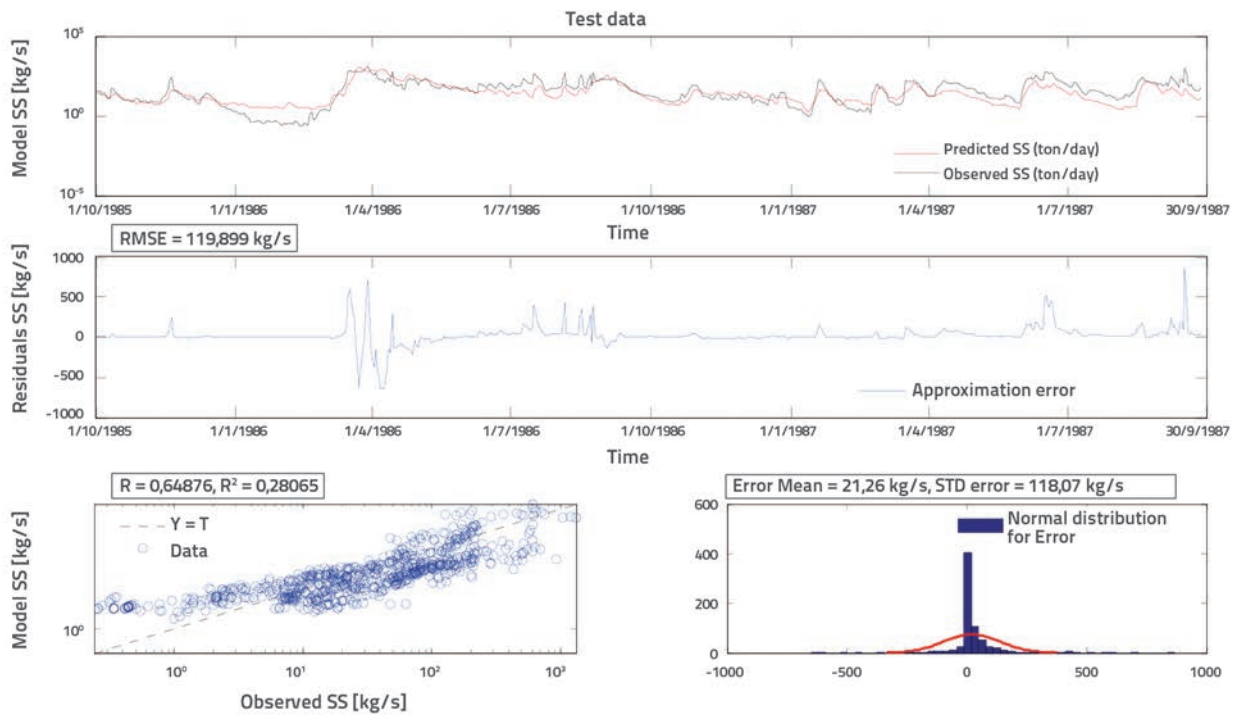 Test data
Model SS [kg/s]
10⁵
10⁰
10⁻⁵
Predicted SS (ton/day)
Observed SS (ton/day)
1/10/1985 1/1/1986 1/4/1986 1/7/1986 1/10/1986 1/1/1987 1/4/1987 1/7/1987 30/9/1987
Time
RMSE = 119,899 kg/s
Residuals SS [kg/s]
1000
500
0
-500
-1000
Approximation error
1/10/1985 1/1/1986 1/4/1986 1/7/1986 1/10/1986 1/1/1987 1/4/1987 1/7/1987 30/9/1987
Time
R = 0,64876, R² = 0,28065
Model SS [kg/s]
Y = T
Data
10⁰
10⁰ 10¹ 10² 10³
Observed SS [kg/s]
Error Mean = 21,26 kg/s, STD error = 118,07 kg/s
600
400
200
0
Normal distribution
for Error
-1000 -500 0 500 1000